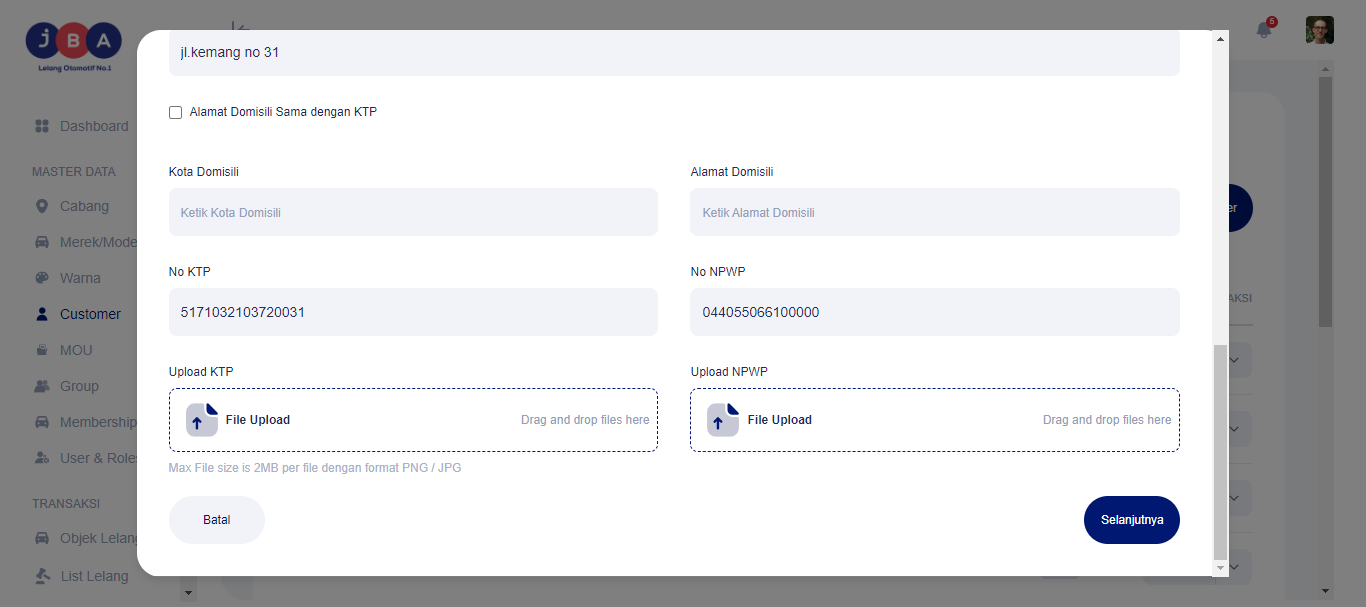 JBA
Lelang Otomotif No.1
6
jl.kemang no 31
Alamat Domisili Sama dengan KTP
Dashboard
MASTER DATA
Cabang
Merek/Mode
Warna
Customer
MOU
Group
Membership
User & Roles
TRANSAKSI
Objek Lelang
List Lelang
Kota Domisili
Alamat Domisili
Ketik Kota Domisili
Ketik Alamat Domisili
er
No KTP
No NPWP
5171032103720031
044055066100000
AKSI
Upload KTP
Upload NPWP
File Upload
Drag and drop files here
File Upload
Drag and drop files here
Max File size is 2MB per file dengan format PNG / JPG
Batal
Selanjutnya